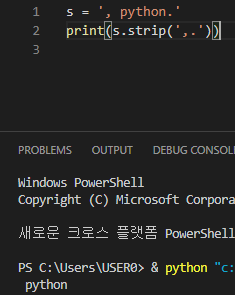 1 s = ', python.'
2 print(s.strip(',.'))
3
PROBLEMS OUTPUT DEBUG CONSOL
Windows PowerShell
Copyright (C) Microsoft Corpora
새로운 크로스 플랫폼 PowerShell
PS C:\Users\USER0> & python "c:
python